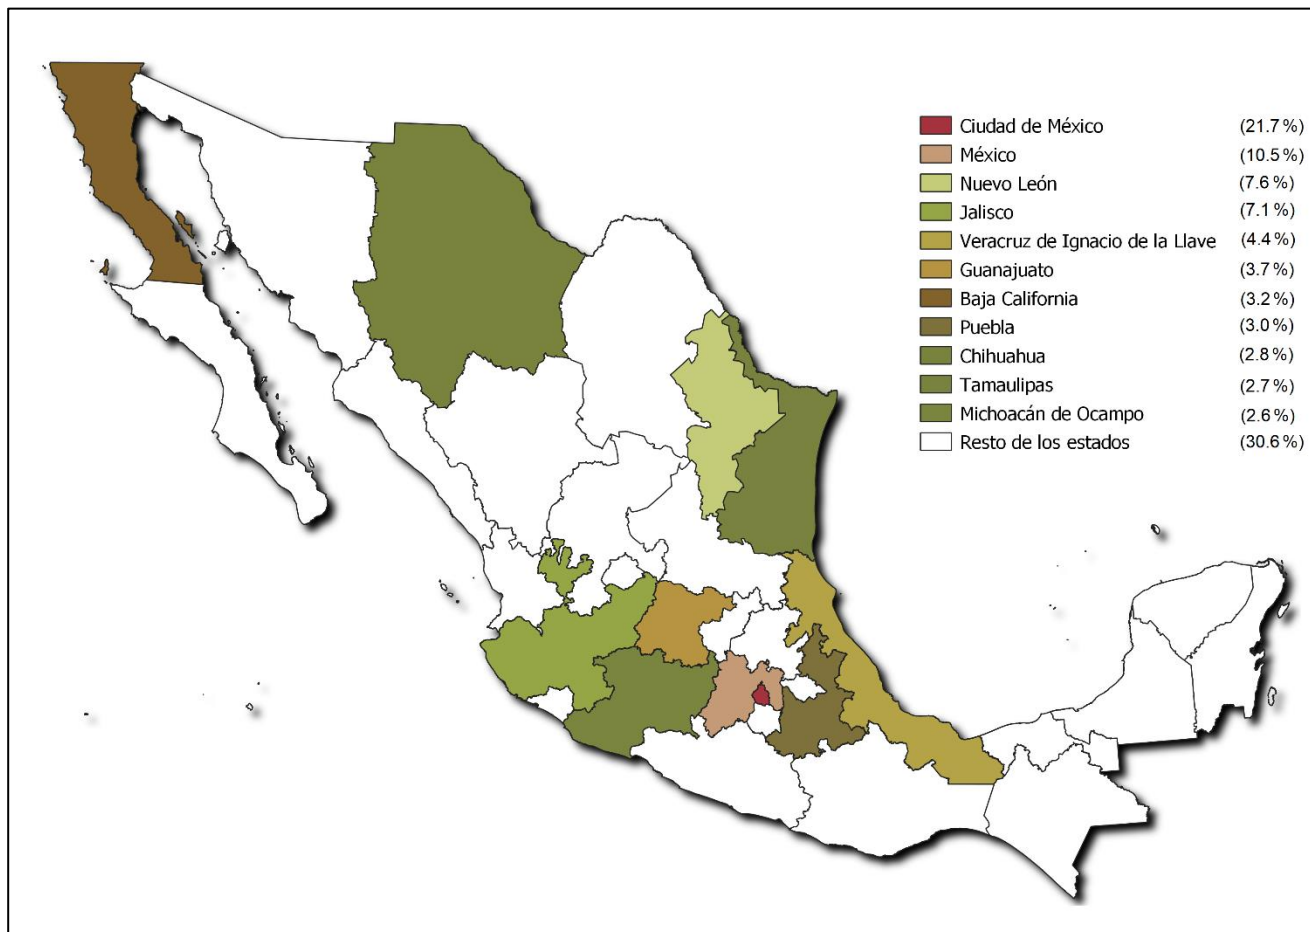 Ciudad de México (21.7 %)
México (10.5 %)
Nuevo León (7.6 %)
Jalisco (7.1 %)
Veracruz de Ignacio de la Llave (4.4 %)
Guanajuato (3.7 %)
Baja California (3.2 %)
Puebla (3.0 %)
Chihuahua (2.8 %)
Tamaulipas (2.7 %)
Michoacán de Ocampo (2.6 %)
Resto de los estados (30.6 %)